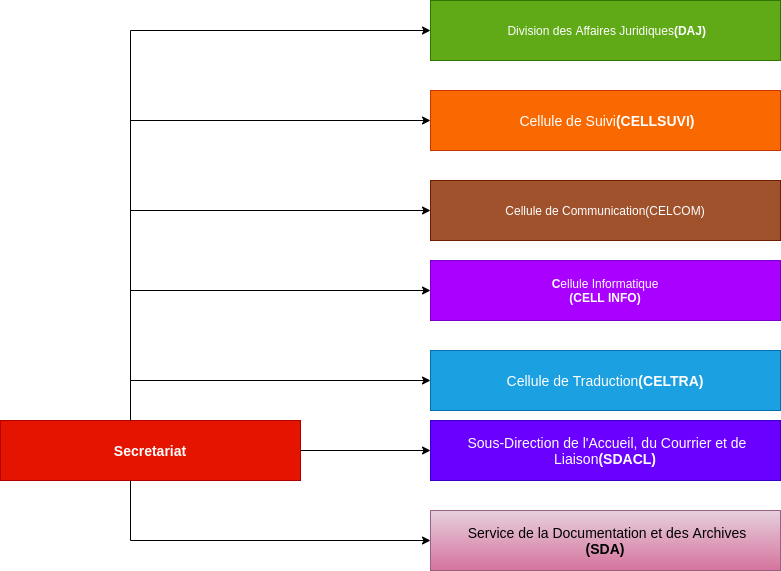 Division des Affaires Juridiques(DAJ)
Cellule de Suivi(CELLSUVI)
Cellule de Communication(CELCOM)
Cellule Informatique
(CELL INFO)
Cellule de Traduction(CELTRA)
Secretariat
Sous-Direction de l'Accueil, du Courrier et de
Liaison(SDACL)
Service de la Documentation et des Archives
(SDA)